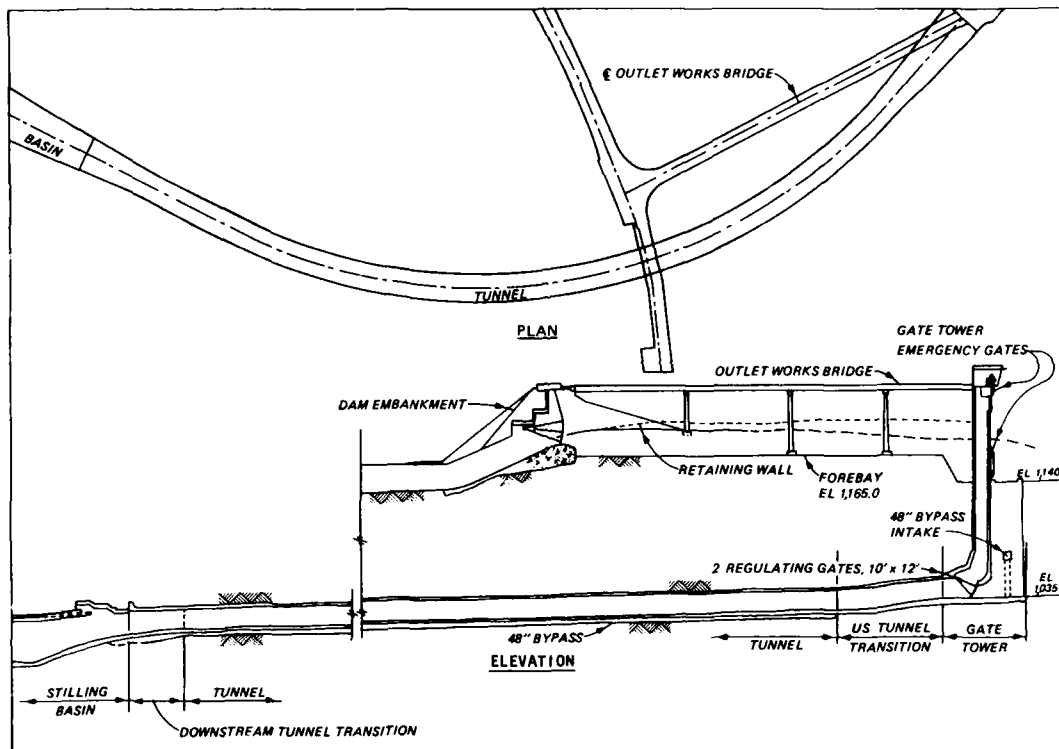 ℄ OUTLET WORKS BRIDGE
BASIN
TUNNEL
PLAN
GATE TOWER
EMERGENCY GATES
OUTLET WORKS BRIDGE
DAM EMBANKMENT
RETAINING WALL
FOREBAY
EL 1,165.0
EL 1,140
48" BYPASS
INTAKE
2 REGULATING GATES, 10' x 12'
EL
1,035
48" BYPASS
TUNNEL
US TUNNEL
TRANSITION
GATE
TOWER
ELEVATION
STILLING
BASIN
TUNNEL
DOWNSTREAM TUNNEL TRANSITION